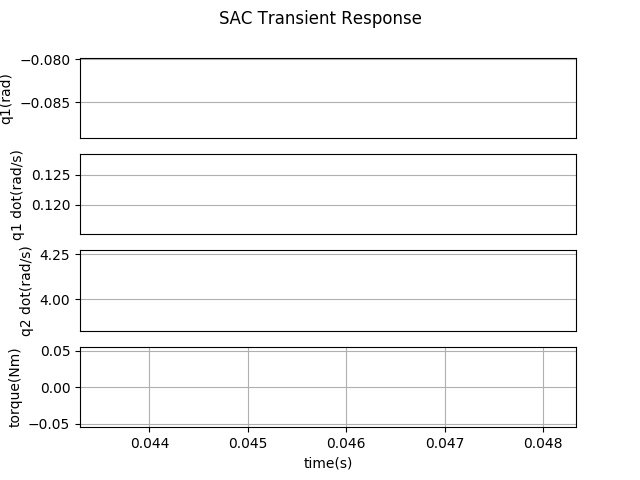 SAC Transient Response
−0.080
−0.085
q1(rad)
0.125
0.120
q1 dot(rad/s)
4.25
4.00
q2 dot(rad/s)
0.05
0.00
−0.05
torque(Nm)
0.044 0.045 0.046 0.047 0.048
time(s)